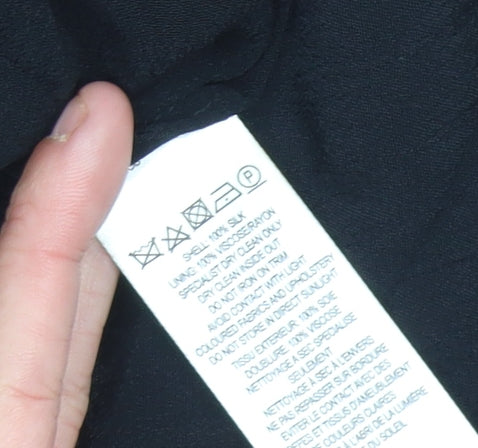 P
SHELL 100% SILK
LINING 100% VISCOSE/RAYON
SPECIALIST DRY CLEAN ONLY
DRY CLEAN INSIDE OUT
DO NOT IRON ON TRIM
AVOID CONTACT WITH LIGHT
COLOURED FABRICS AND UPHOLSTERY
DO NOT STORE IN DIRECT SUNLIGHT
TISSU EXTERIEUR: 100% SOIE
DOUBLURE: 100% VISCOSE
NETTOYAGE A SEC SPECIALISE
SEULEMENT
NETTOYAGE A SEC A L'ENVERS
NE PAS REPASSER SUR BORDURE
EVITER LE CONTACT AVEC DES
EFFETS ET TISSUS D'AMEUBLEMENT
COULEURS CLAIRES
A L'ABRI DE LA LUMIÈRE
SOLEIL